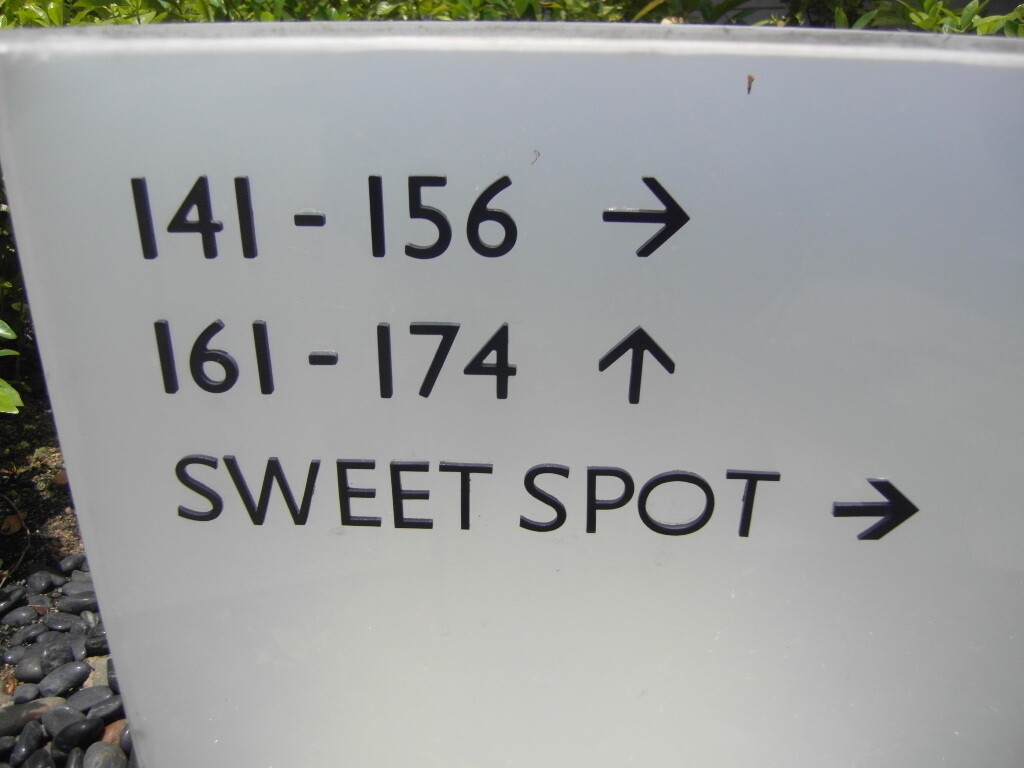 141 - 156 →
161 - 174 ↑
SWEET SPOT →